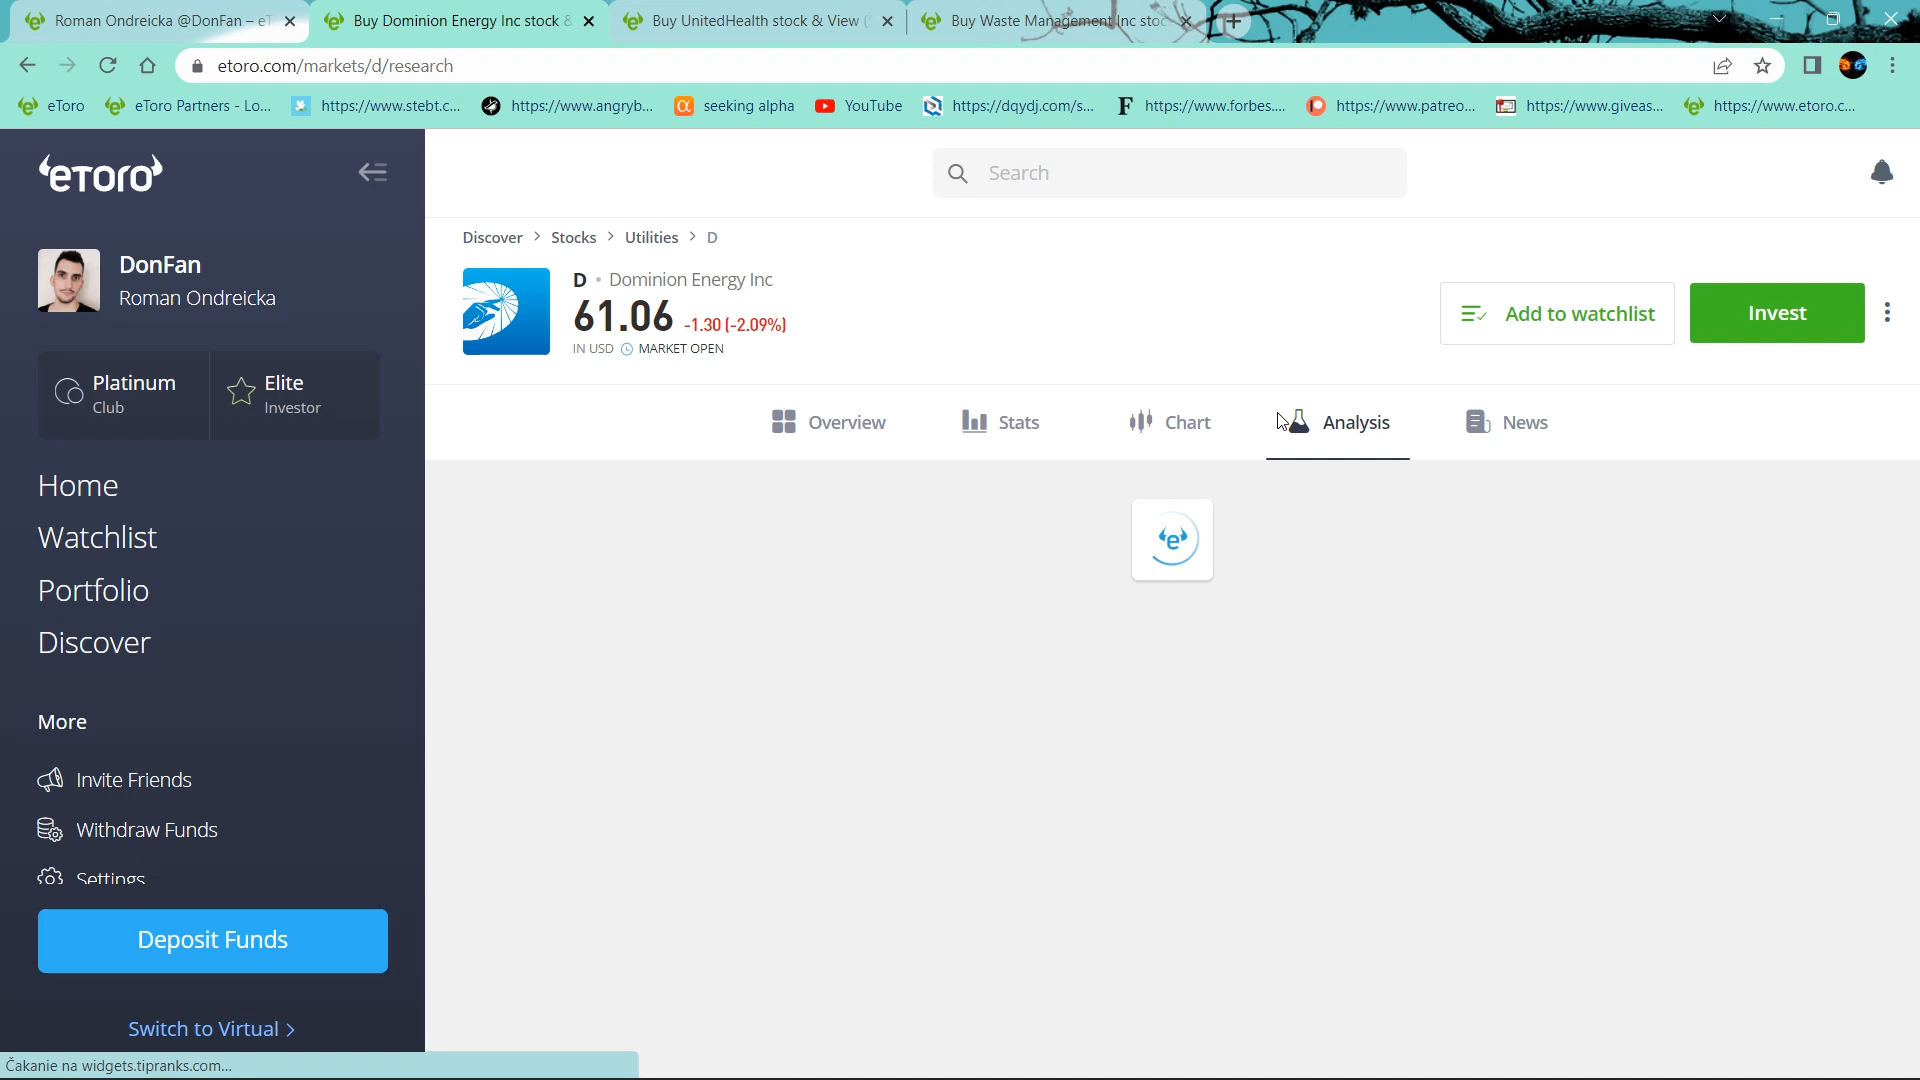 Roman Ondreicka @DonFan – eT
Buy Dominion Energy Inc stock &
Buy UnitedHealth stock & View (
Buy Waste Management Inc stoc
etoro.com/markets/d/research
eToro
eToro Partners - Lo...
https://www.stebt.c...
https://www.angryb...
seeking alpha
YouTube
https://dqydj.com/s...
https://www.forbes....
https://www.patreo...
https://www.giveas...
https://www.etoro.c...
eToro
Search
Discover > Stocks > Utilities > D
DonFan
Roman Ondreicka
D • Dominion Energy Inc
61.06 -1.30 (-2.09%)
IN USD MARKET OPEN
Add to watchlist
Invest
Platinum
Club
Elite
Investor
Overview
Stats
Chart
Analysis
News
Home
Watchlist
Portfolio
Discover
More
Invite Friends
Withdraw Funds
Settings
Deposit Funds
Switch to Virtual >
Čakanie na widgets.tipranks.com...